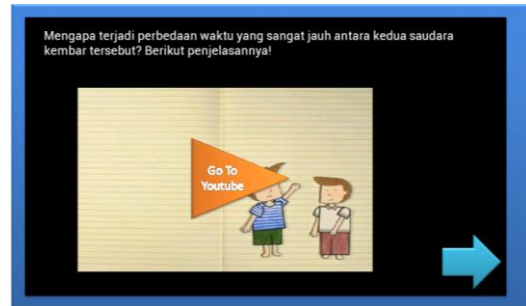 Mengapa terjadi perbedaan waktu yang sangat jauh antara kedua saudara
kembar tersebut? Berikut penjelasannya!
Go To
Youtube